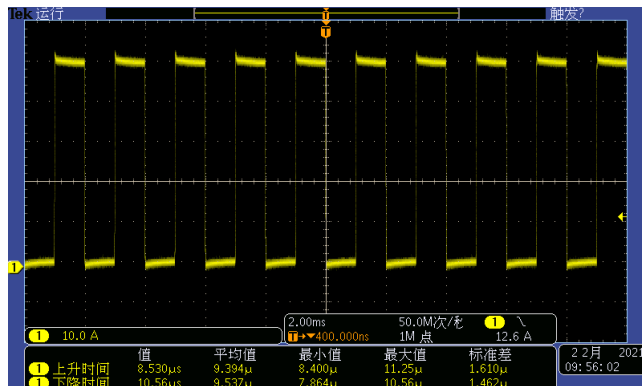 Tek 运行 T 触发?
T
1
2.00ms 50.0M次/秒 1 \
T→▼400.000ns 1M 点 12.6 A
1 10.0 A
值 平均值 最小值 最大值 标准差
1 上升时间 8.530µs 9.394µ 8.400µ 11.25µ 1.610µ
1 下降时间 10.56µs 9.537µ 7.864µ 10.56µ 1.462µ
2 2月 2021
09:56:02